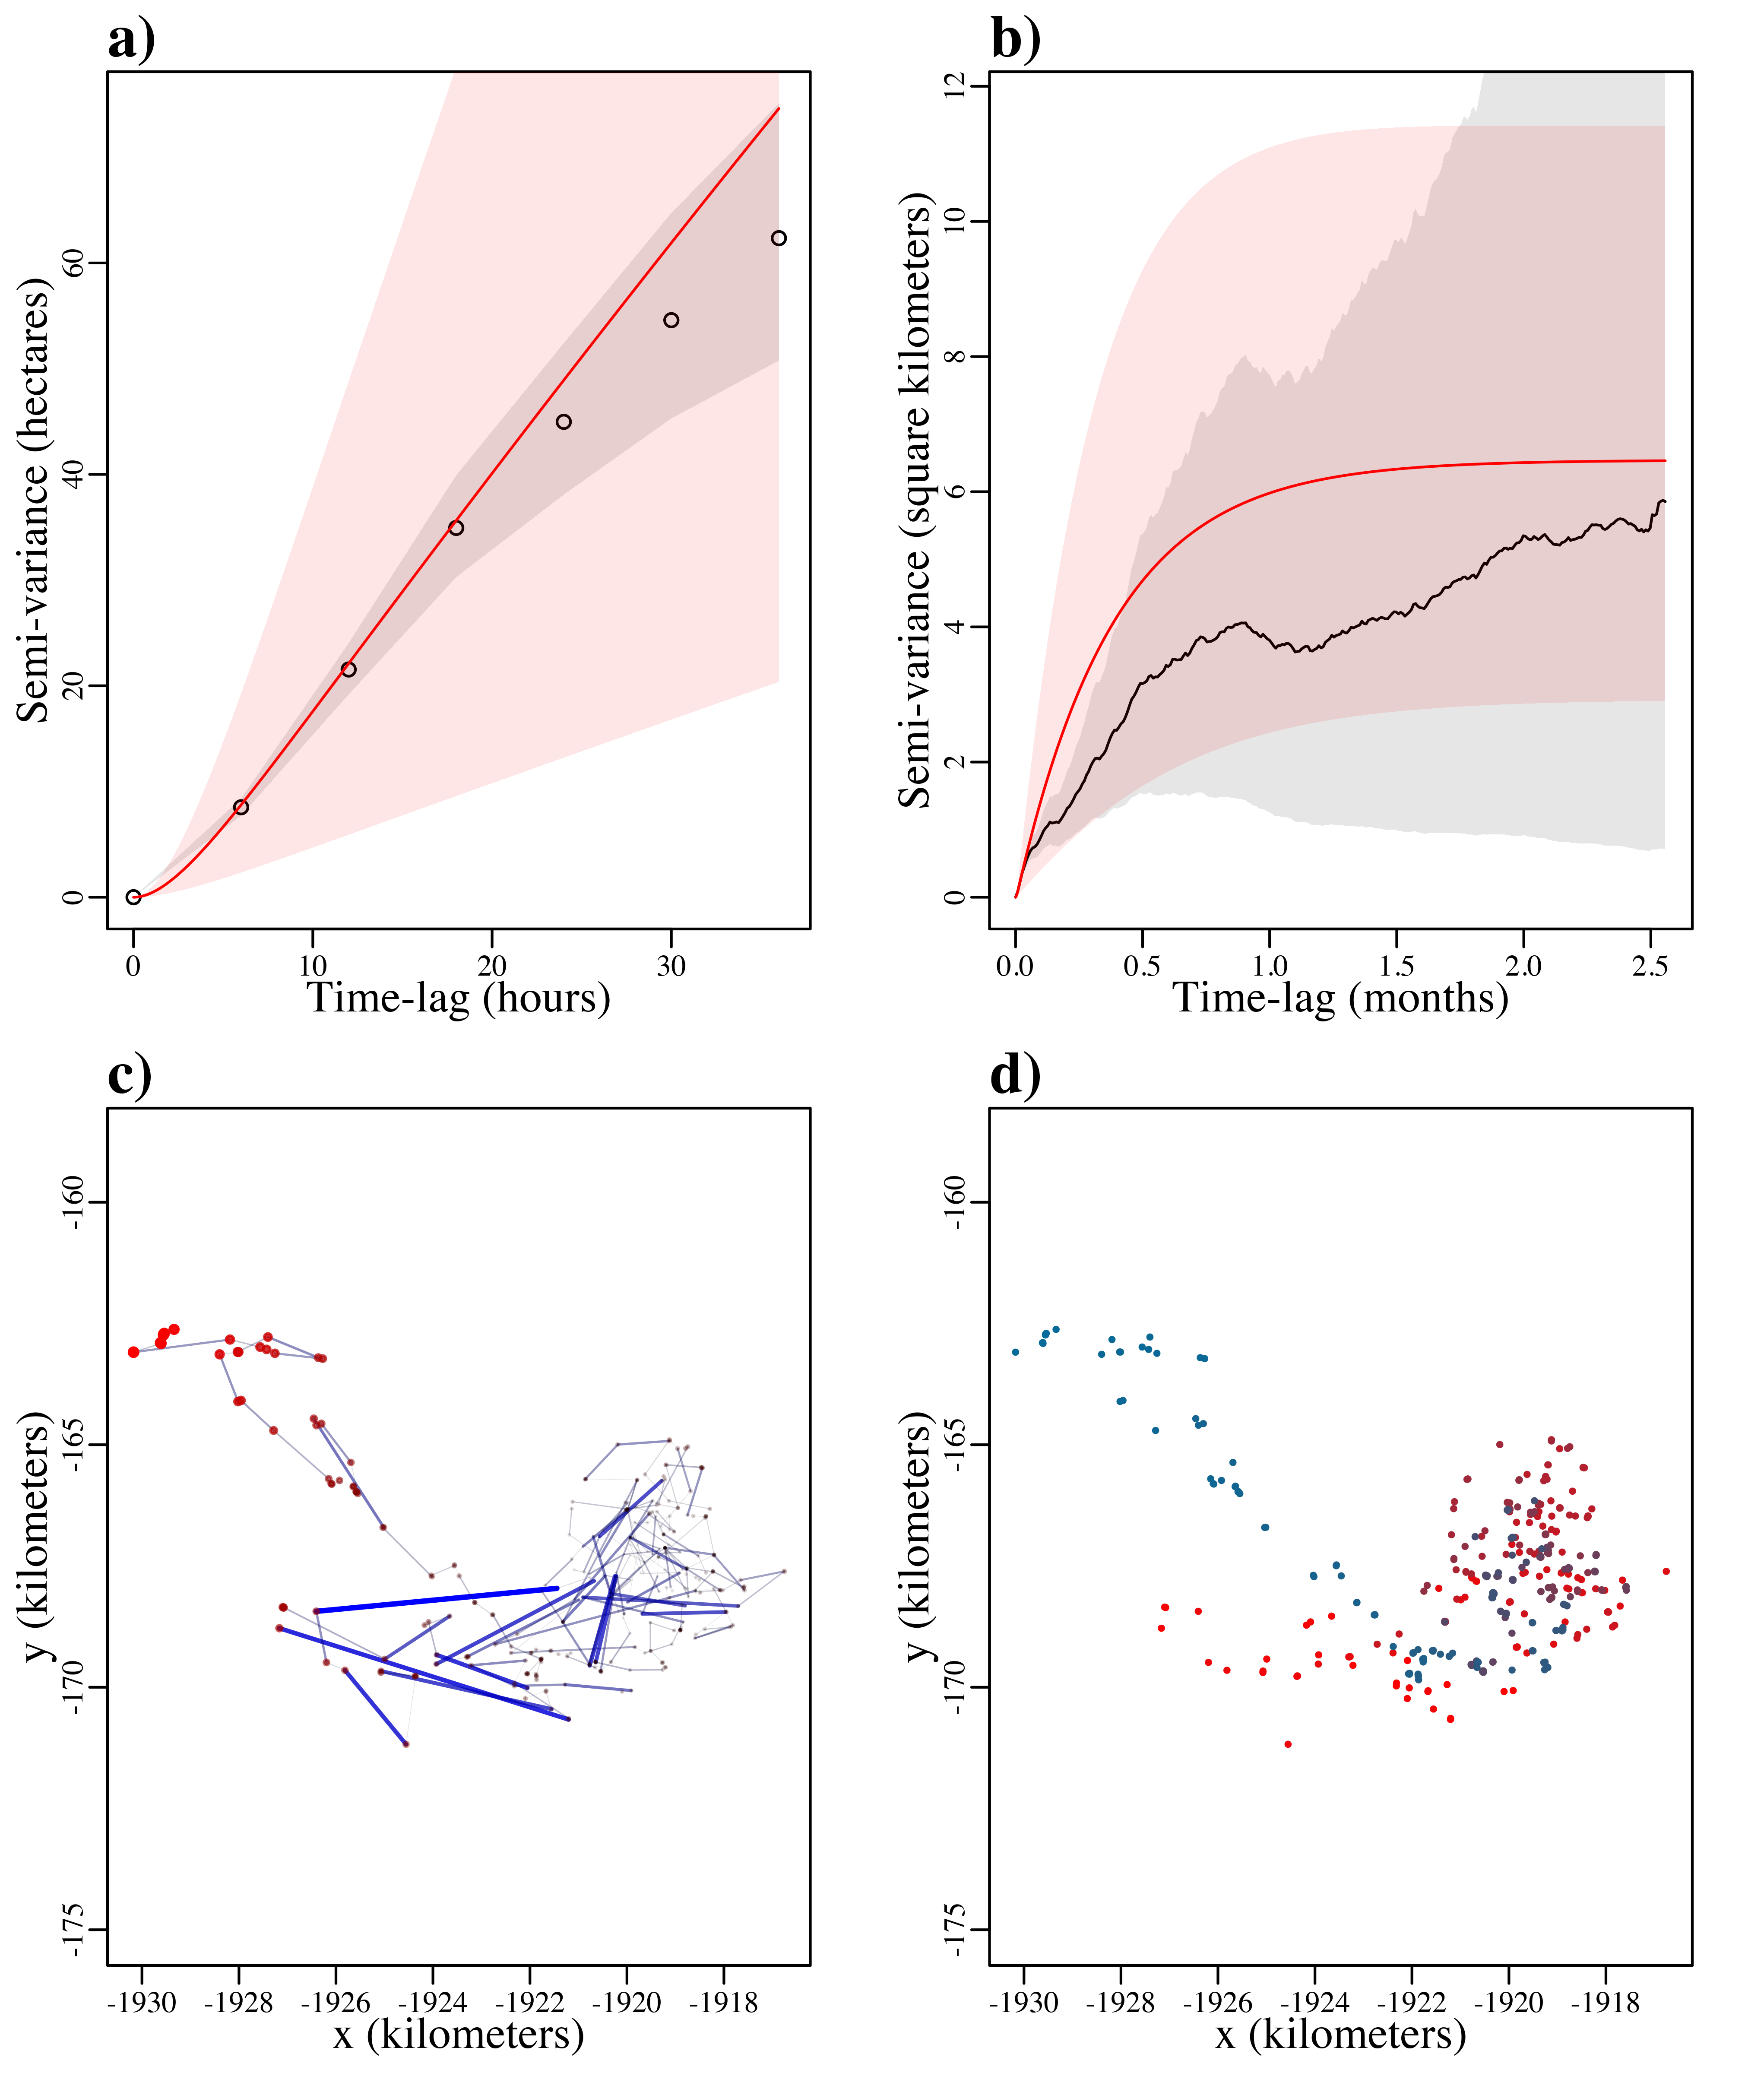 a)
Semi-variance (hectares)
60
40
20
0
0 10 20 30
Time-lag (hours)
b)
Semi-variance (square kilometers)
12
10
8
6
4
2
0
0.0 0.5 1.0 1.5 2.0 2.5
Time-lag (months)
c)
y (kilometers)
-160
-165
-170
-175
-1930 -1928 -1926 -1924 -1922 -1920 -1918
x (kilometers)
d)
y (kilometers)
-160
-165
-170
-175
-1930 -1928 -1926 -1924 -1922 -1920 -1918
x (kilometers)